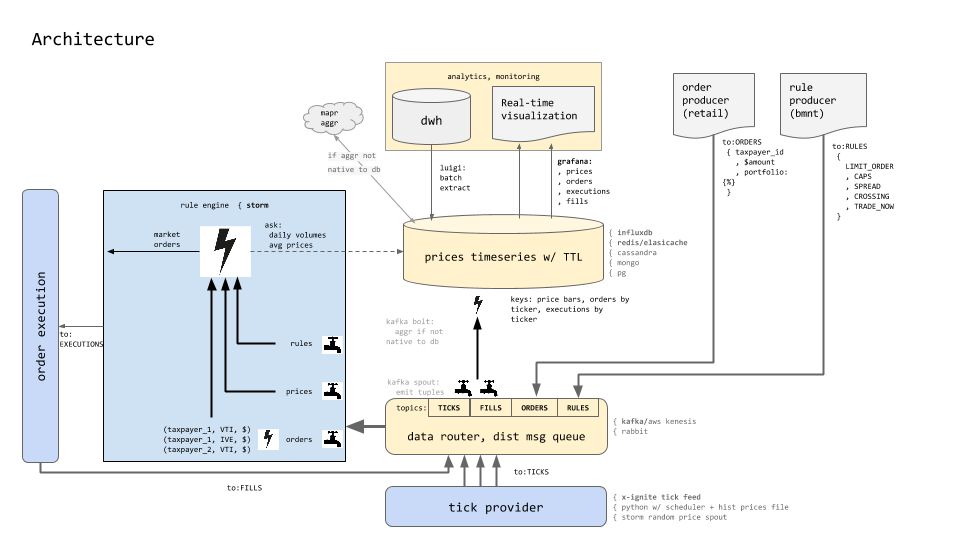 Architecture
analytics, monitoring
dwh
Real-time
visualization
mapr
aggr
if aggr not
native to db
luigi:
batch
extract
grafana:
, prices
, orders
, executions
, fills
order
producer
(retail)
rule
producer
(bmnt)
to:ORDERS
{ taxpayer_id
, $amount
, portfolio:
{%}
}
to:RULES
{
LIMIT_ORDER
, CAPS
, SPREAD
, CROSSING
, TRADE_NOW
}
rule engine { storm
market
orders
ask:
daily volumes
avg prices
prices timeseries w/ TTL
{ influxdb
{ redis/elasicache
{ cassandra
{ mongo
{ pg
order execution
to:
EXECUTIONS
rules
prices
(taxpayer_1, VTI, $)
(taxpayer_1, IVE, $)
(taxpayer_2, VTI, $)
orders
kafka bolt:
aggr if not
native to db
keys: price bars, orders by
ticker, executions by
ticker
kafka spout:
emit tuples
topics:
TICKS
FILLS
ORDERS
RULES
data router, dist msg queue
{ kafka/aws kenesis
{ rabbit
to:FILLS
to:TICKS
tick provider
{ x-ignite tick feed
{ python w/ scheduler + hist prices file
{ storm random price spout